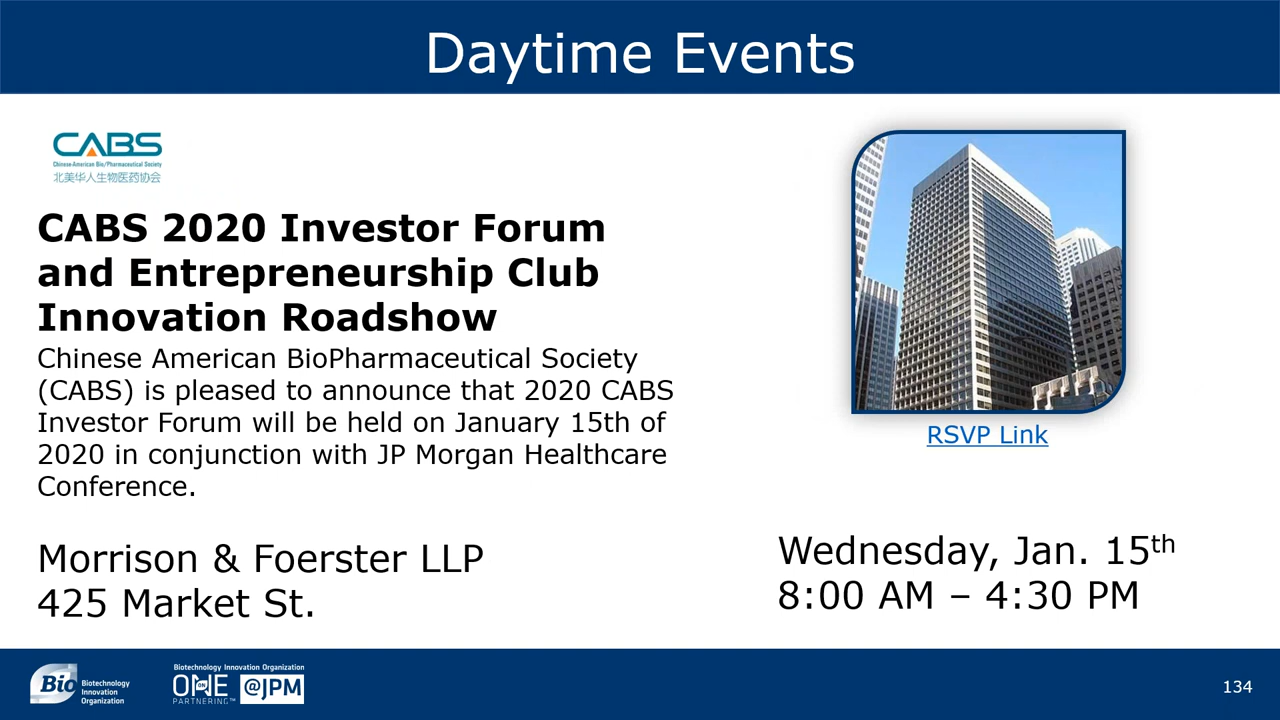 Daytime Events
CABS
Chinese-American Bio/Pharmaceutical Society
北美华人生物医药协会
CABS 2020 Investor Forum
and Entrepreneurship Club
Innovation Roadshow
Chinese American BioPharmaceutical Society
(CABS) is pleased to announce that 2020 CABS
Investor Forum will be held on January 15th of
2020 in conjunction with JP Morgan Healthcare
Conference.
RSVP Link
Morrison & Foerster LLP
425 Market St.
Wednesday, Jan. 15th
8:00 AM – 4:30 PM
Bio
Biotechnology
Innovation
Organization
Biotechnology Innovation Organization
ONE ON
PARTNERING™
@JPM
134